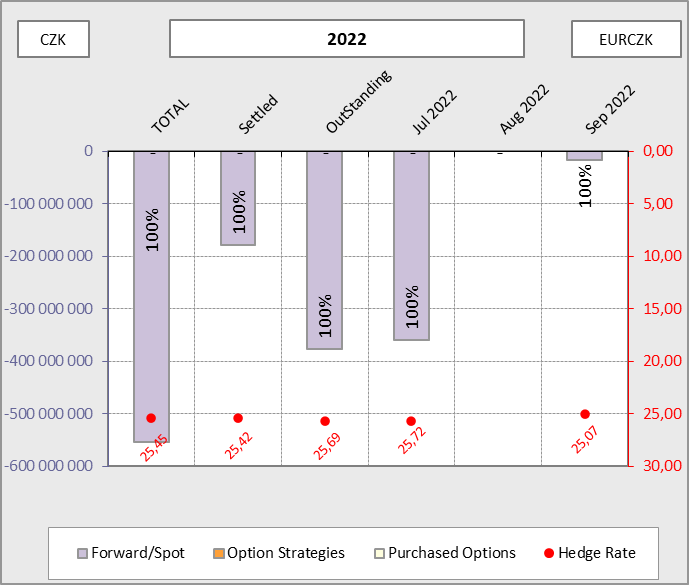 CZK
2022
EURCZK
TOTAL
Settled
OutStanding
Jul 2022
Aug 2022
Sep 2022
0
-100 000 000
-200 000 000
-300 000 000
-400 000 000
-500 000 000
-600 000 000
0,00
5,00
10,00
15,00
20,00
25,00
30,00
100%
100%
100%
100%
100%
25,45
25,42
25,69
25,72
25,07
Forward/Spot
Option Strategies
Purchased Options
Hedge Rate